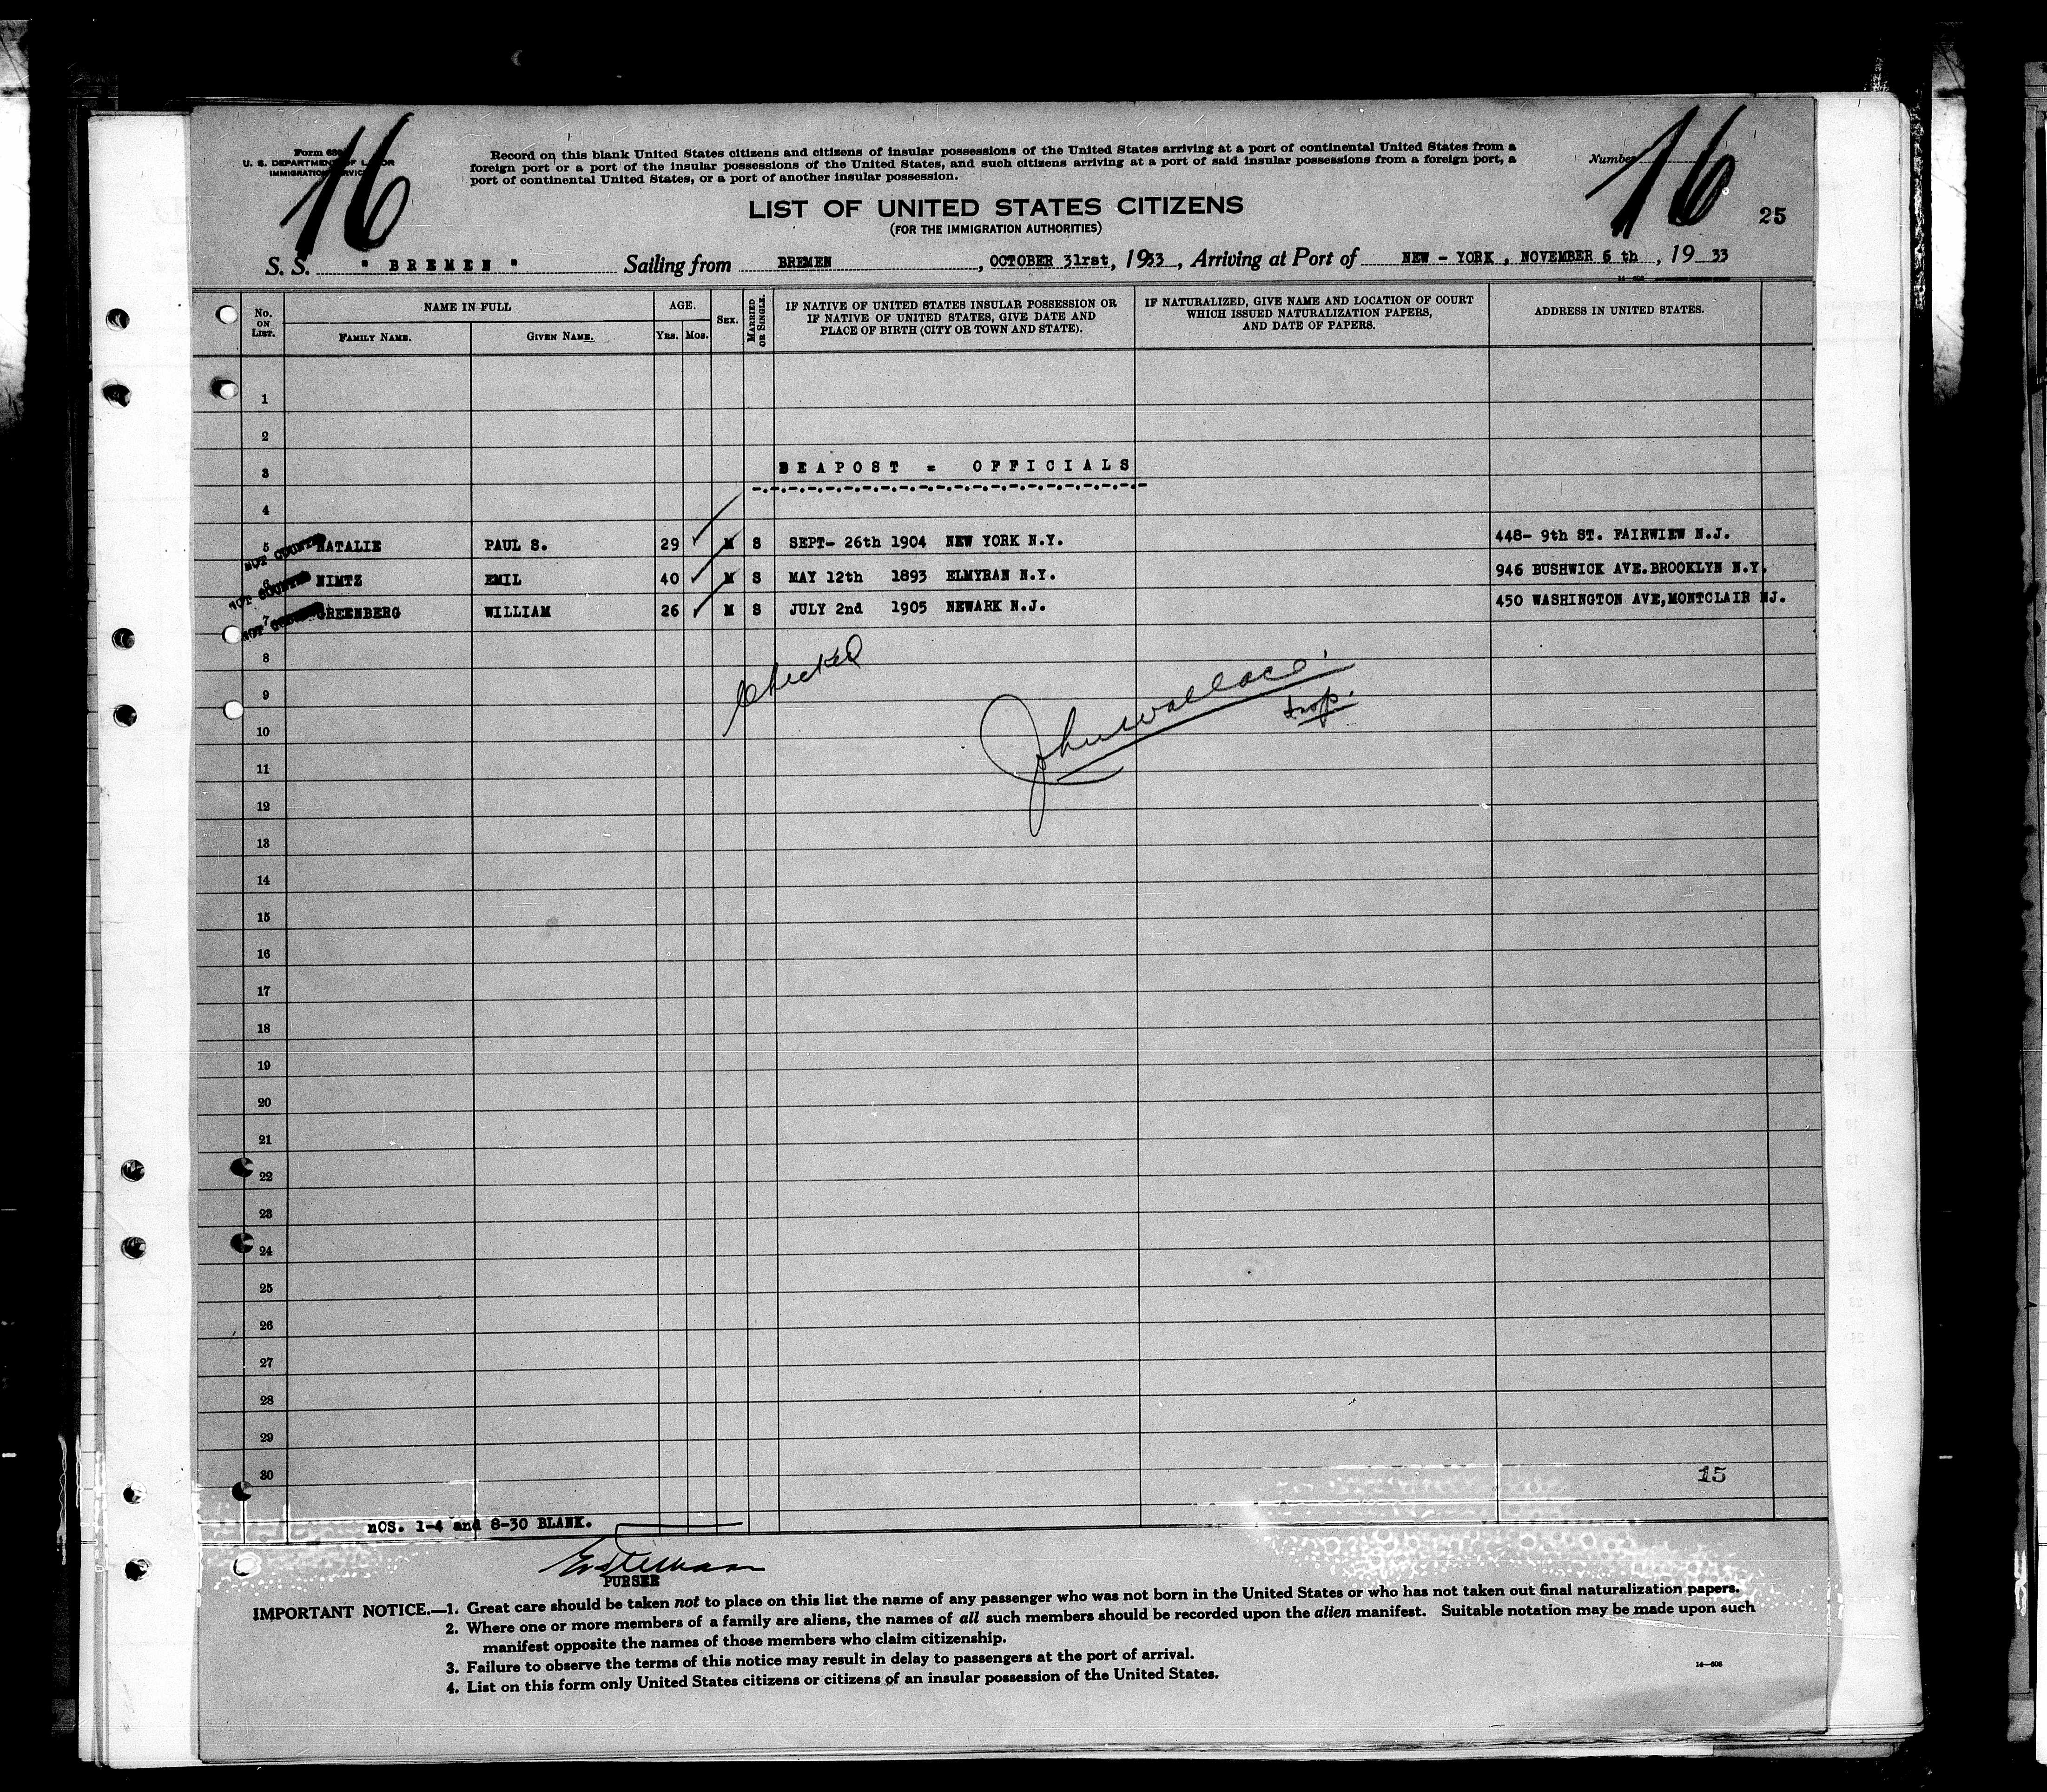 16
16
Form 63
U. S. DEPARTMENT OF LABOR
IMMIGRATION SERVICE
Record on this blank United States citizens and citizens of insular possessions of the United States arriving at a port of continental United States from a
foreign port or a port of the insular possessions of the United States, and such citizens arriving at a port of said insular possessions from a foreign port, a
port of continental United States, or a port of another insular possession.
Number
25
LIST OF UNITED STATES CITIZENS
(FOR THE IMMIGRATION AUTHORITIES)
S. S. " BREMEN " Sailing from BREMEN , OCTOBER 31rst, 1933 , Arriving at Port of NEW - YORK , NOVEMBER 6 th , 19 33
14-608
No. ON LIST. NAME IN FULL AGE. SEX. MARRIED OR SINGLE. IF NATIVE OF UNITED STATES INSULAR POSSESSION OR IF NATIVE OF UNITED STATES, GIVE DATE AND PLACE OF BIRTH (CITY OR TOWN AND STATE). IF NATURALIZED, GIVE NAME AND LOCATION OF COURT WHICH ISSUED NATURALIZATION PAPERS, AND DATE OF PAPERS. ADDRESS IN UNITED STATES.
FAMILY NAME. GIVEN NAME. YRS. MOS.
1
2
3 SEAPOST = OFFICIALS
4
5 NOT COUNTED NATALIE PAUL S. 29 M S SEPT- 26th 1904 NEW YORK N.Y. 448- 9th ST. FAIRWIEW N.J.
6 NOT COUNTED NIMTZ EMIL 40 M S MAY 12th 1893 ELMYRAN N.Y. 946 BUSHWICK AVE.BROOKLYN N.Y.
7 NOT GREENBERG WILLIAM 26 M S JULY 2nd 1905 NEWARK N.J. 450 WASHINGTON AVE,MONTCLAIR NJ.
8
Checked
9
John Wallace.
Insp.
10
11
12
13
14
15
16
17
18
19
20
21
22
23
24
25
26
27
28
29
30
15
nOS. 1-4 and 8-30 BLANK.
PURSER
IMPORTANT NOTICE.—1. Great care should be taken not to place on this list the name of any passenger who was not born in the United States or who has not taken out final naturalization papers.
2. Where one or more members of a family are aliens, the names of all such members should be recorded upon the alien manifest. Suitable notation may be made upon such
manifest opposite the names of those members who claim citizenship.
3. Failure to observe the terms of this notice may result in delay to passengers at the port of arrival.
4. List on this form only United States citizens or citizens of an insular possession of the United States.
14—608